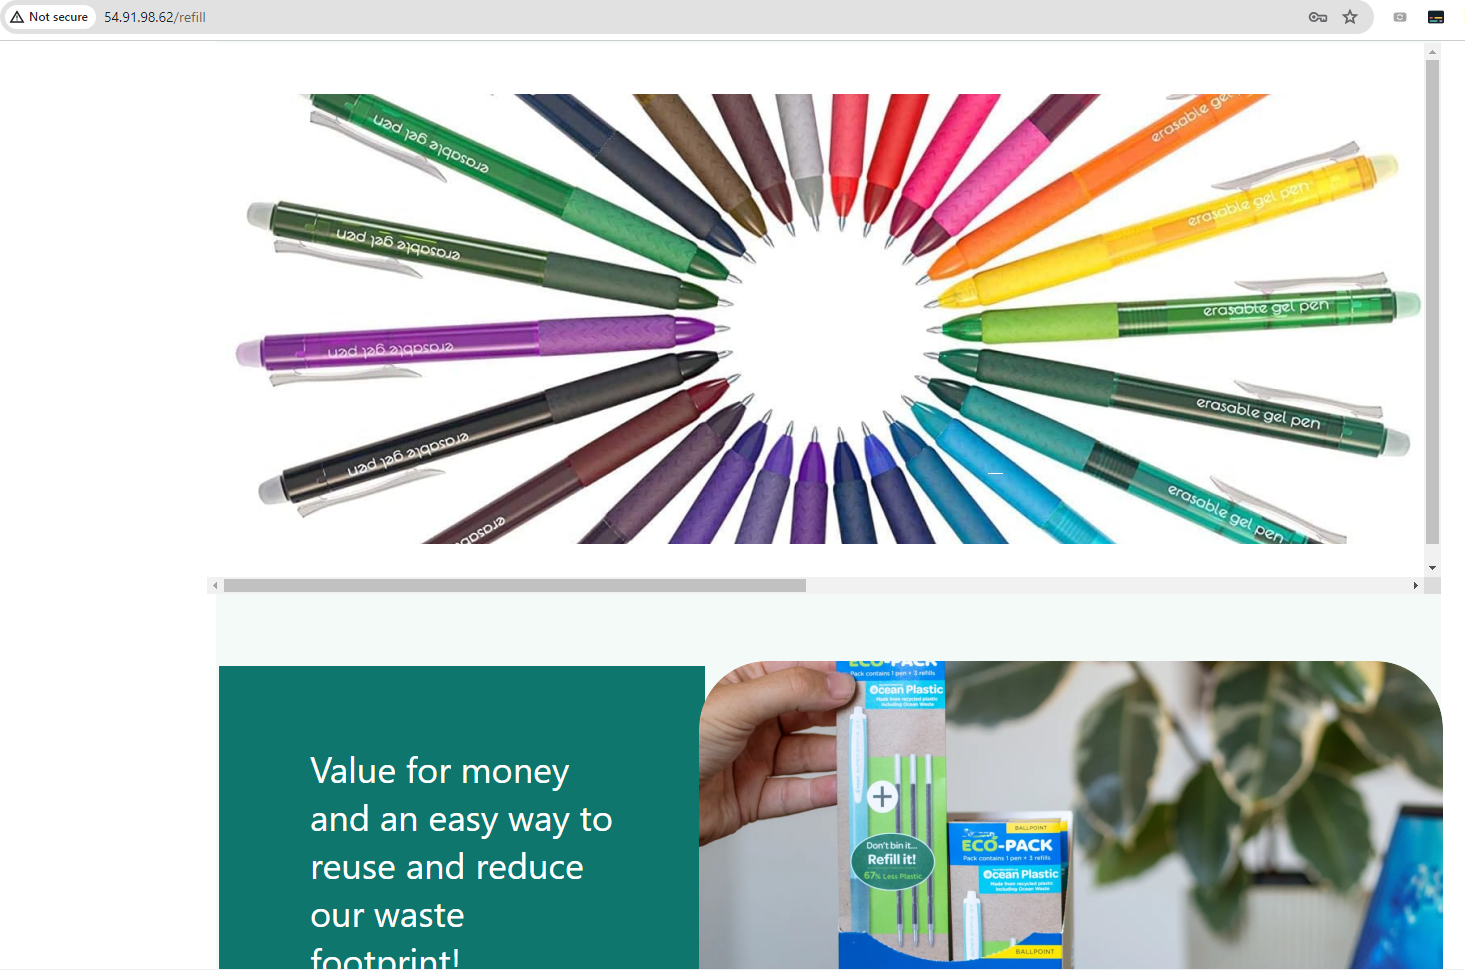 Not secure
54.91.98.62/refill
erasable gel pen
erasable gel pen
erasable gel pen
erasable gel pen
erasable gel pen
erasable gel pen
erasable gel pen
erasable gel pen
erasable gel pen
erasable gel pen
ECO-PACK
Pack contains 1 pen + 3 refills
Ocean Plastic
Made from recycled plastic
including Ocean Waste
Value for money
and an easy way to
reuse and reduce
our waste
footprint!
+
Don't bin it...
Refill it!
67% Less Plastic
BALLPOINT
ECO-PACK
Pack contains 1 pen + 3 refills
Ocean Plastic
Made from recycled plastic
including Ocean Waste
BALLPOINT